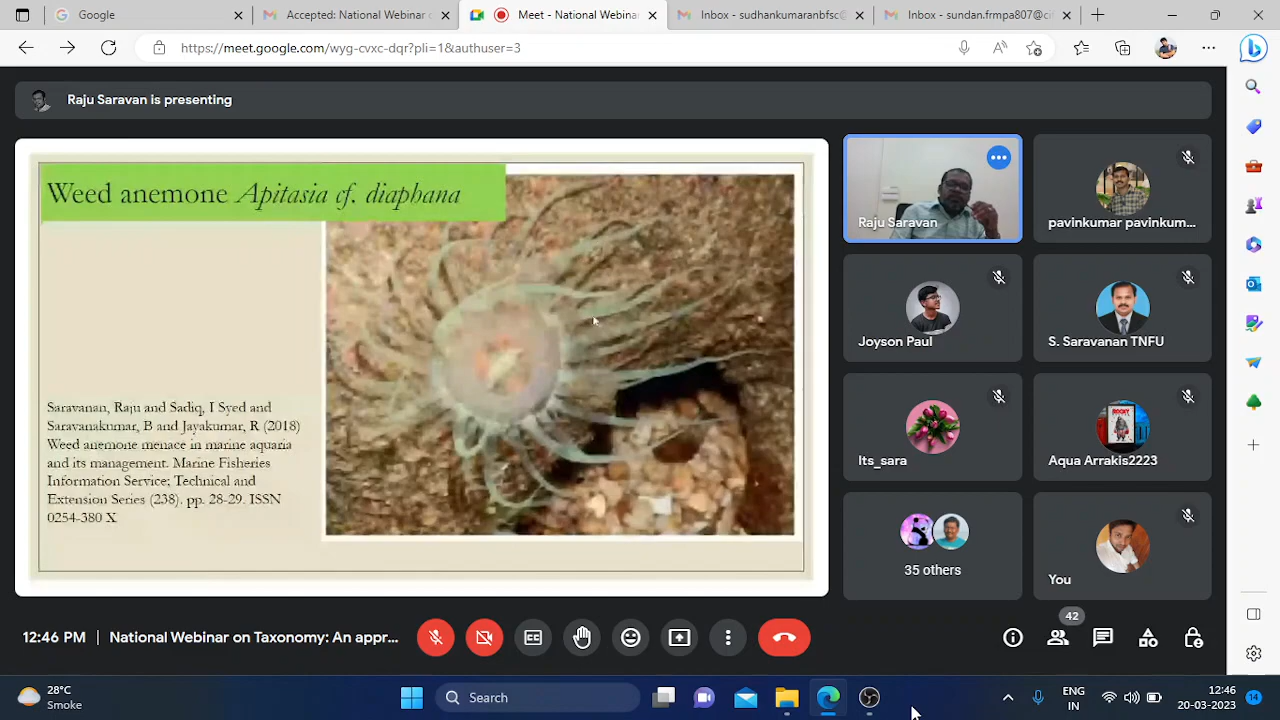 Google
Accepted: National Webinar
Meet - National Webina
Inbox - sudhankumaranbfsc@
Inbox - sundan.frmpa807@ci
https://meet.google.com/wyg-cvxc-dqr?pli=1&authuser=3
Raju Saravan is presenting
Weed anemone Apitasia cf. diaphana
Saravanan, Raju and Sadiq, I Syed and
Saravanakumar, B and Jayakumar, R (2018)
Weed anemone menace in marine aquaria
and its management. Marine Fisheries
Information Service; Technical and
Extension Series (238). pp. 28-29. ISSN
0254-380 X
Raju Saravan
pavinkumar pavinkum...
Joyson Paul
S. Saravanan TNFU
Its_sara
Aqua Arrakis2223
35 others
You
12:46 PM | National Webinar on Taxonomy: An appr...
42
28°C
Smoke
Search
ENG
IN
12:46
20-03-2023
14